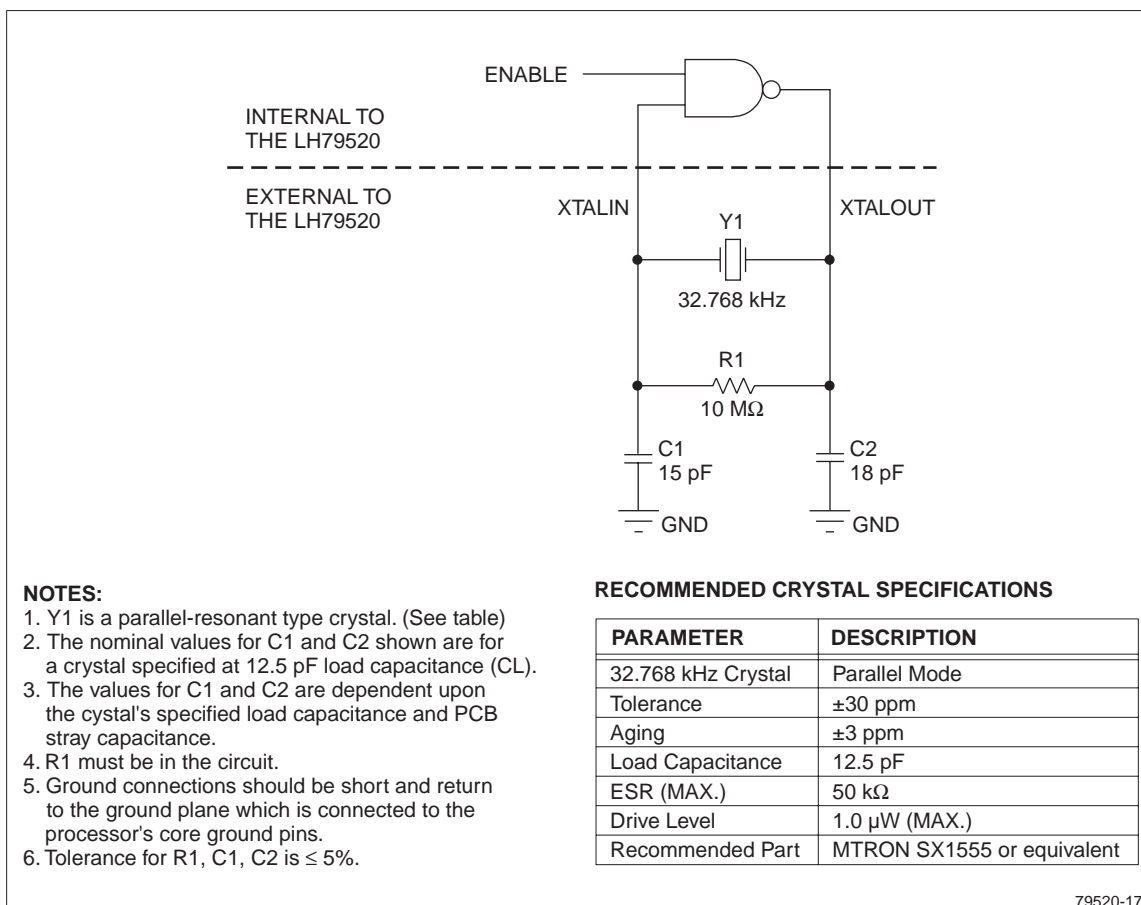 ENABLE
INTERNAL TO
THE LH79520
EXTERNAL TO
THE LH79520
XTALIN
XTALOUT
Y1
32.768 kHz
R1
10 MΩ
C1
15 pF
C2
18 pF
GND
GND
NOTES:
1. Y1 is a parallel-resonant type crystal. (See table)
2. The nominal values for C1 and C2 shown are for
a crystal specified at 12.5 pF load capacitance (CL).
3. The values for C1 and C2 are dependent upon
the cystal's specified load capacitance and PCB
stray capacitance.
4. R1 must be in the circuit.
5. Ground connections should be short and return
to the ground plane which is connected to the
processor's core ground pins.
6. Tolerance for R1, C1, C2 is ≤ 5%.
RECOMMENDED CRYSTAL SPECIFICATIONS
PARAMETER DESCRIPTION
32.768 kHz Crystal Parallel Mode
Tolerance ±30 ppm
Aging ±3 ppm
Load Capacitance 12.5 pF
ESR (MAX.) 50 kΩ
Drive Level 1.0 µW (MAX.)
Recommended Part MTRON SX1555 or equivalent
79520-17